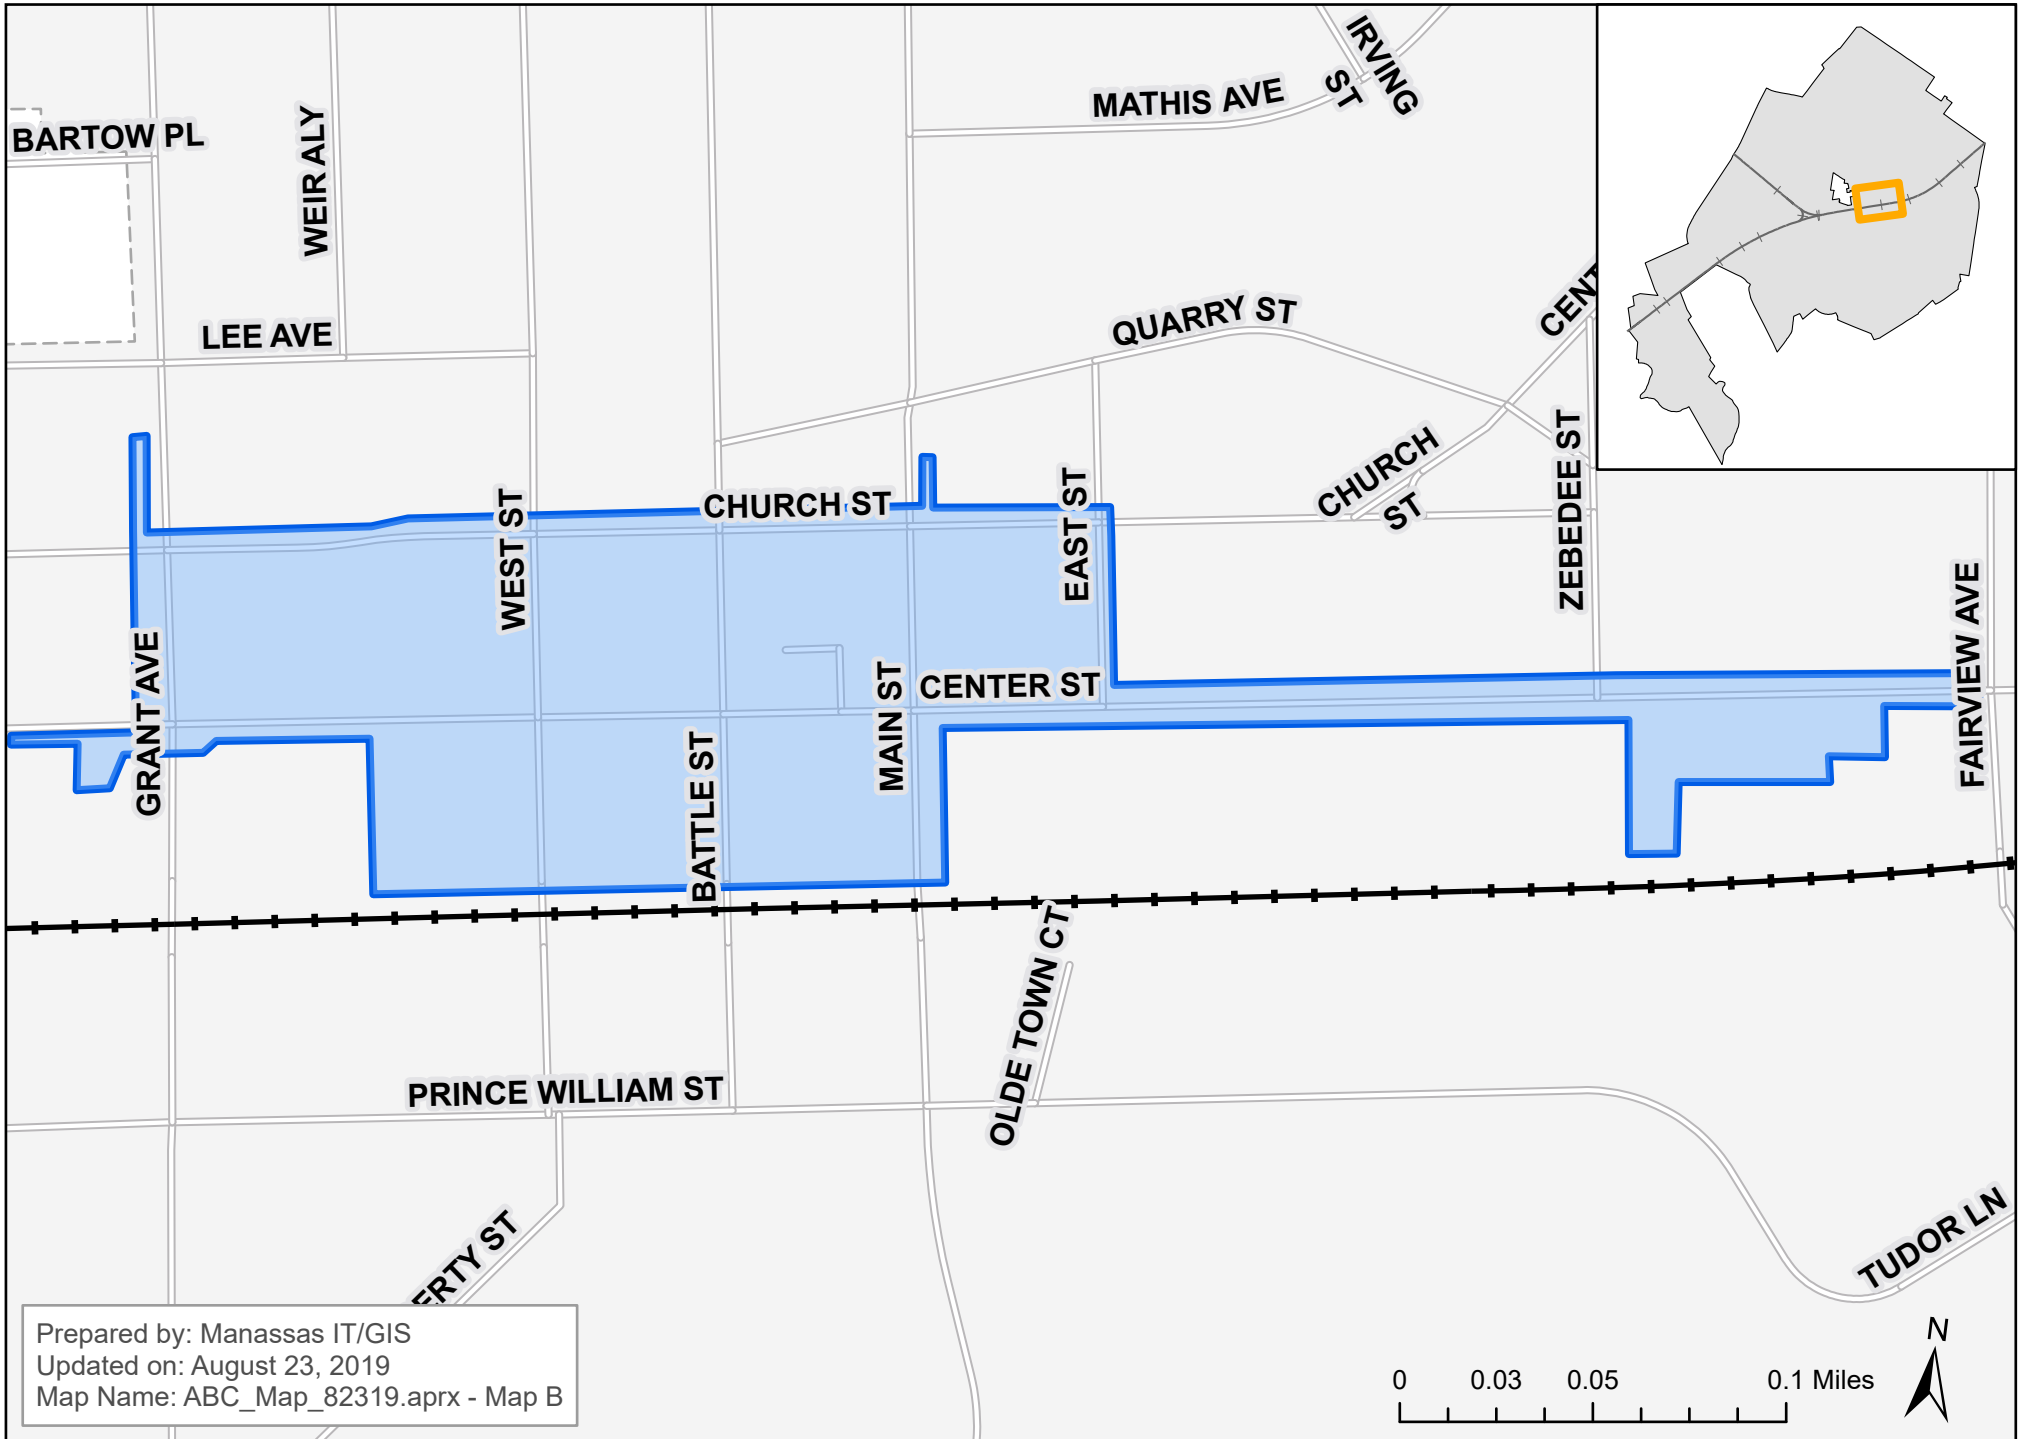 IRVING
ST
MATHIS AVE
BARTOW PL
WEIR ALY
LEE AVE
QUARRY ST
CENT
CHURCH
ST
ZEBEDEE ST
CHURCH ST
WEST ST
EAST ST
FAIRVIEW AVE
GRANT AVE
MAIN ST
CENTER ST
BATTLE ST
OLDE TOWN CT
PRINCE WILLIAM ST
ERTY ST
TUDOR LN
Prepared by: Manassas IT/GIS
Updated on: August 23, 2019
Map Name: ABC_Map_82319.aprx - Map B
0 0.03 0.05 0.1 Miles
N